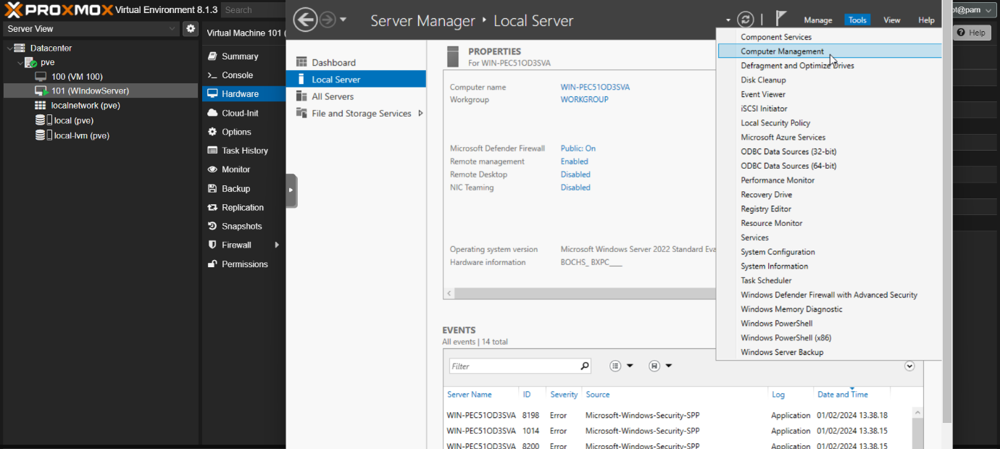 PROXMOX Virtual Environment 8.1.3 Search
Server View
Datacenter
pve
100 (VM 100)
101 (WIndowServer)
localnetwork (pve)
local (pve)
local-lvm (pve)
Virtual Machine 101 (
Summary
Console
Hardware
Cloud-Init
Options
Task History
Monitor
Backup
Replication
Snapshots
Firewall
Permissions
Server Manager Local Server
Manage Tools View Help
Dashboard
Local Server
All Servers
File and Storage Services
PROPERTIES
For WIN-PEC51OD3SVA
Computer name WIN-PEC51OD3SVA
Workgroup WORKGROUP
Microsoft Defender Firewall Public: On
Remote management Enabled
Remote Desktop Disabled
NIC Teaming Disabled
Operating system version Microsoft Windows Server 2022 Standard Eva
Hardware information BOCHS_ BXPC____
EVENTS
All events | 14 total
Filter
Server Name ID Severity Source Log Date and Time
WIN-PEC51OD3SVA 8198 Error Microsoft-Windows-Security-SPP Application 01/02/2024 13.38.18
WIN-PEC51OD3SVA 1014 Error Microsoft-Windows-Security-SPP Application 01/02/2024 13.38.15
WIN-PEC51OD3SVA 8200 Error Microsoft-Windows-Security-SPP Application 01/02/2024 13.38.15
Component Services
Computer Management
Defragment and Optimize Drives
Disk Cleanup
Event Viewer
iSCSI Initiator
Local Security Policy
Microsoft Azure Services
ODBC Data Sources (32-bit)
ODBC Data Sources (64-bit)
Performance Monitor
Recovery Drive
Registry Editor
Resource Monitor
Services
System Configuration
System Information
Task Scheduler
Windows Defender Firewall with Advanced Security
Windows Memory Diagnostic
Windows PowerShell
Windows PowerShell (x86)
Windows Server Backup
ot@pam
Help